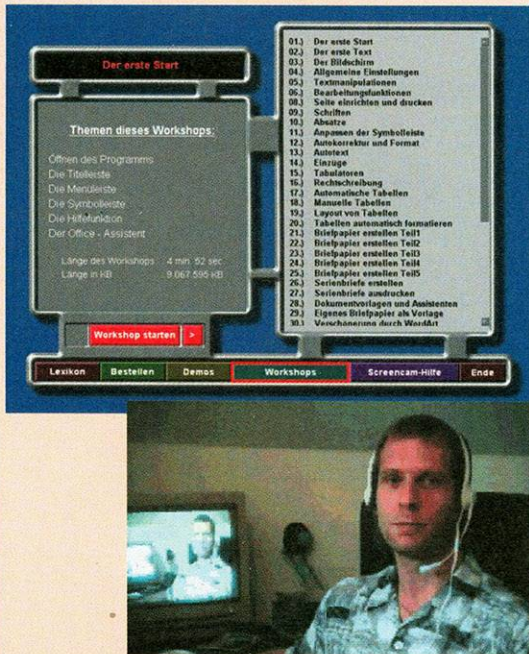 Der erste Start
Themen dieses Workshops:
Öffnen des Programms
Die Titelleiste
Die Menüleiste
Die Symbolleiste
Die Hilfefunktion
Der Office - Assistent
Länge des Workshops 4 min. 52 sec
Länge in KB 9 067 595 KB
Workshop starten >
01.) Der erste Start
02.) Der erste Text
03.) Der Bildschirm
04.) Allgemeine Einstellungen
05.) Textmanipulationen
06.) Bearbeitungsfunktionen
08.) Seite einrichten und drucken
09.) Schriften
10.) Absätze
11.) Anpassen der Symbolleiste
12.) Autokorrektur und Format
13.) Autotext
14.) Einzüge
15.) Tabulatoren
16.) Rechtschreibung
17.) Automatische Tabellen
18.) Manuelle Tabellen
19.) Layout von Tabellen
20.) Tabellen automatisch formatieren
21.) Briefpapier erstellen Teil1
22.) Briefpapier erstellen Teil2
23.) Briefpapier erstellen Teil3
24.) Briefpapier erstellen Teil4
25.) Briefpapier erstellen Teil5
26.) Serienbriefe erstellen
27.) Serienbriefe ausdrucken
28.) Dokumentvorlagen und Assistenten
29.) Eigenes Briefpapier als Vorlage
30.) Verschönerung durch WordArt
Lexikon Bestellen Demos Workshops Screencam-Hilfe Ende